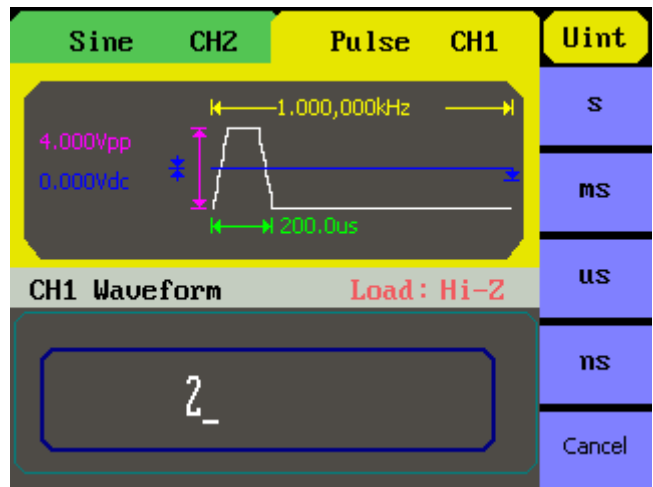 Sine CH2 Pulse CH1 Uint
1.000,000kHz
4.000Vpp
0.000Vdc
200.0us
CH1 Waveform Load: Hi-Z
2_
s
ms
us
ns
Cancel